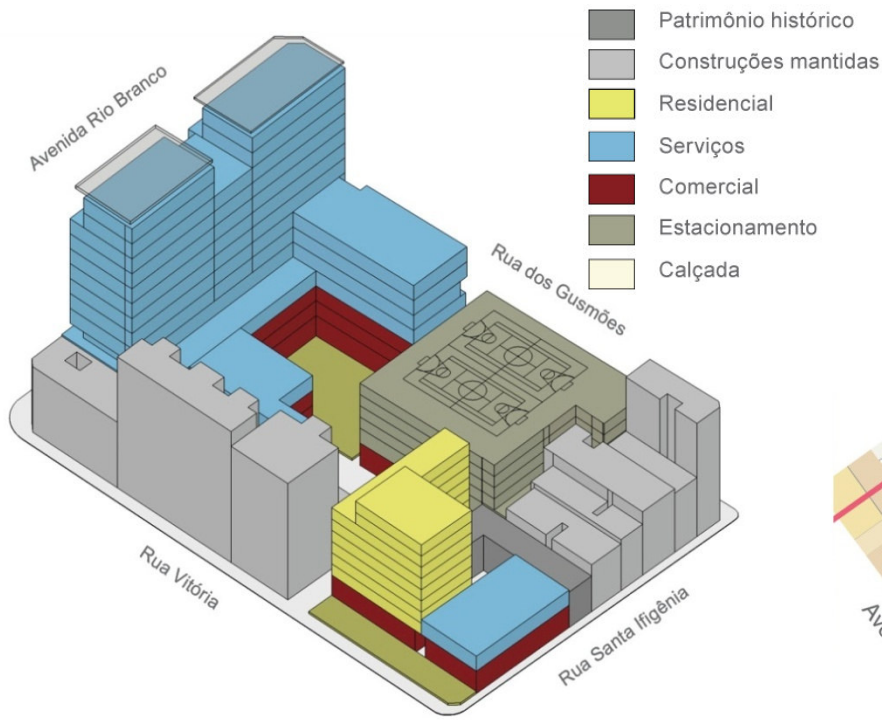 Patrimônio histórico
Construções mantidas
Residencial
Serviços
Comercial
Estacionamento
Calçada
Avenida Rio Branco
Rua dos Gusmões
Rua Vitória
Rua Santa Ifigênia